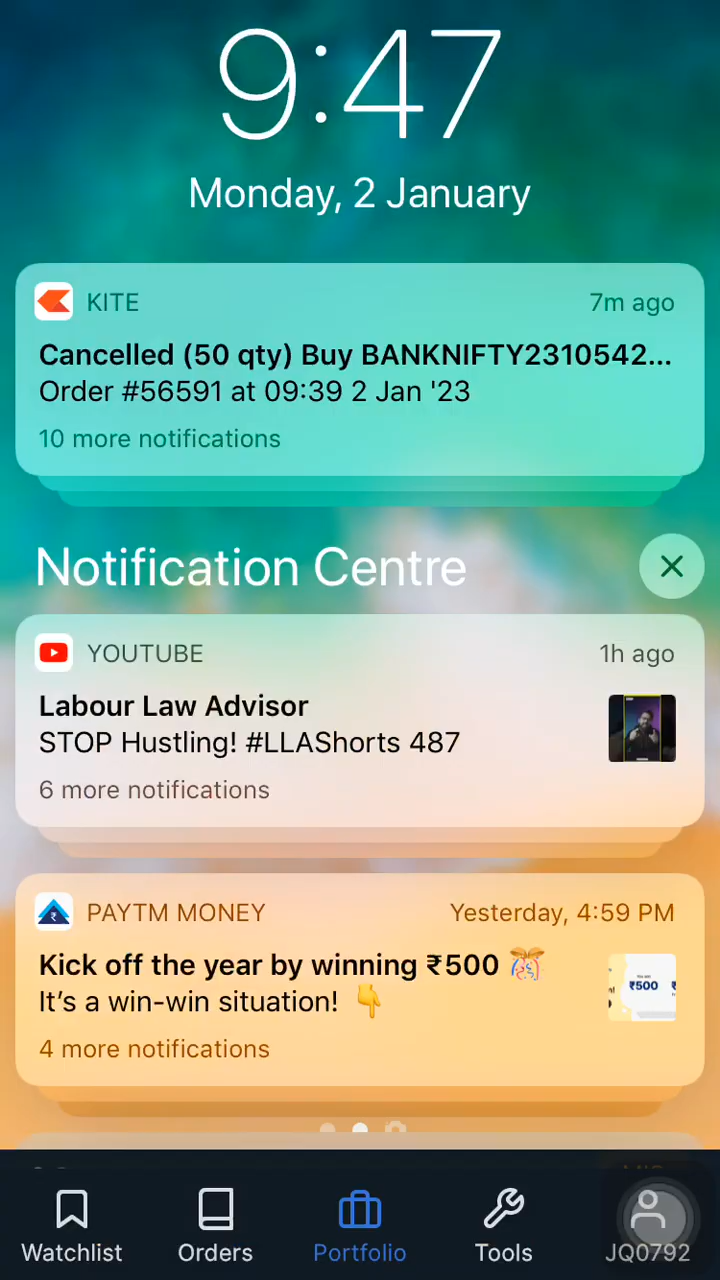 9:47
Monday, 2 January
KITE 7m ago
Cancelled (50 qty) Buy BANKNIFTY2310542...
Order #56591 at 09:39 2 Jan '23
10 more notifications
Notification Centre
YOUTUBE 1h ago
Labour Law Advisor
STOP Hustling! #LLAShorts 487
6 more notifications
PAYTM MONEY Yesterday, 4:59 PM
Kick off the year by winning ₹500 🎊
It’s a win-win situation! 👇
₹500
4 more notifications
Watchlist Orders Portfolio Tools JQ0792